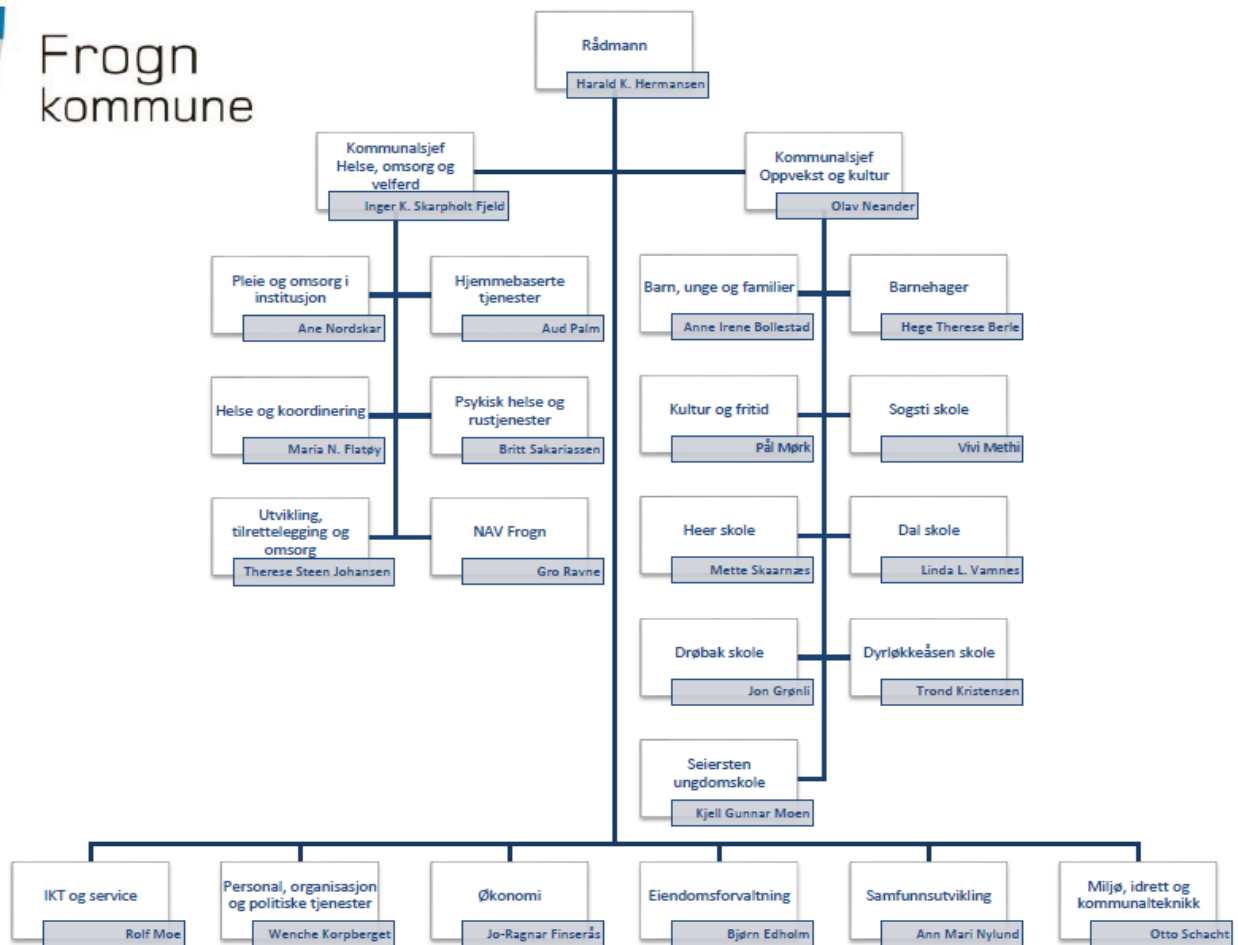 Frogn
kommune
Rådmann
Harald K. Hermansen
Kommunalsjef
Helse, omsorg og
velferd
Inger K. Skarpholt Fjeld
Kommunalsjef
Oppvekst og kultur
Olav Neander
Pleie og omsorg i
institusjon
Ane Nordskar
Hjemmebaserte
tjenester
Aud Palm
Barn, unge og familier
Anne Irene Bollestad
Barnehager
Hege Therese Berle
Helse og koordinering
Maria N. Flatøy
Psykisk helse og
rustjenester
Britt Sakariassen
Kultur og fritid
Pål Mørk
Sogsti skole
Vivi Methi
Utvikling,
tilrettelegging og
omsorg
Therese Steen Johansen
NAV Frogn
Gro Ravne
Heer skole
Mette Skaarnæs
Dal skole
Linda L. Vamnes
Drøbak skole
Jon Grønli
Dyrløkkeåsen skole
Trond Kristensen
Seiersten
ungdomskole
Kjell Gunnar Moen
IKT og service
Rolf Moe
Personal, organisasjon
og politiske tjenester
Wenche Korpberget
Økonomi
Jo-Ragnar Finserås
Eiendomsforvaltning
Bjørn Edholm
Samfunnsutvikling
Ann Mari Nylund
Miljø, idrett og
kommunalteknikk
Otto Schacht